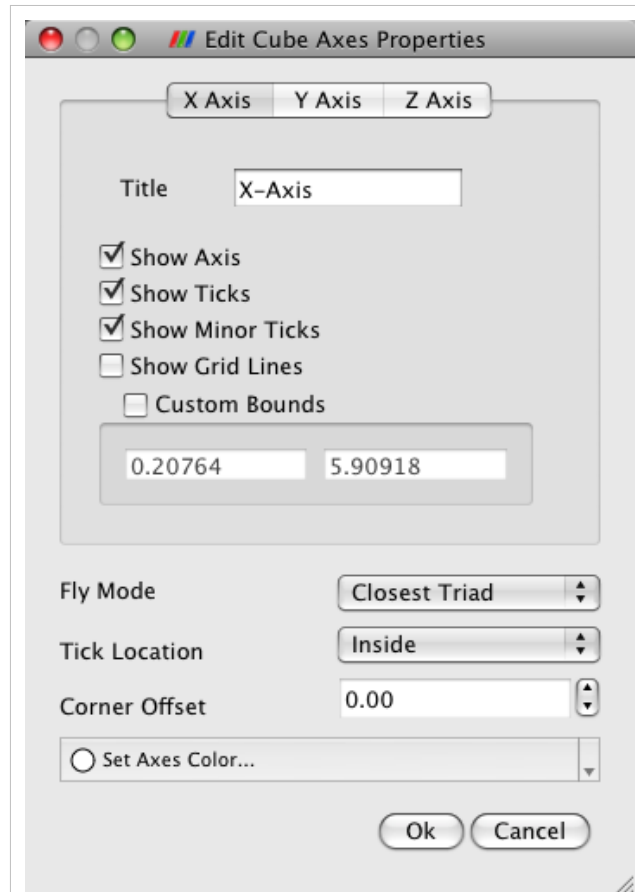 Edit Cube Axes Properties
X Axis Y Axis Z Axis
Title X-Axis
Show Axis
Show Ticks
Show Minor Ticks
Show Grid Lines
Custom Bounds
0.20764 5.90918
Fly Mode Closest Triad
Tick Location Inside
Corner Offset 0.00
Set Axes Color...
Ok Cancel